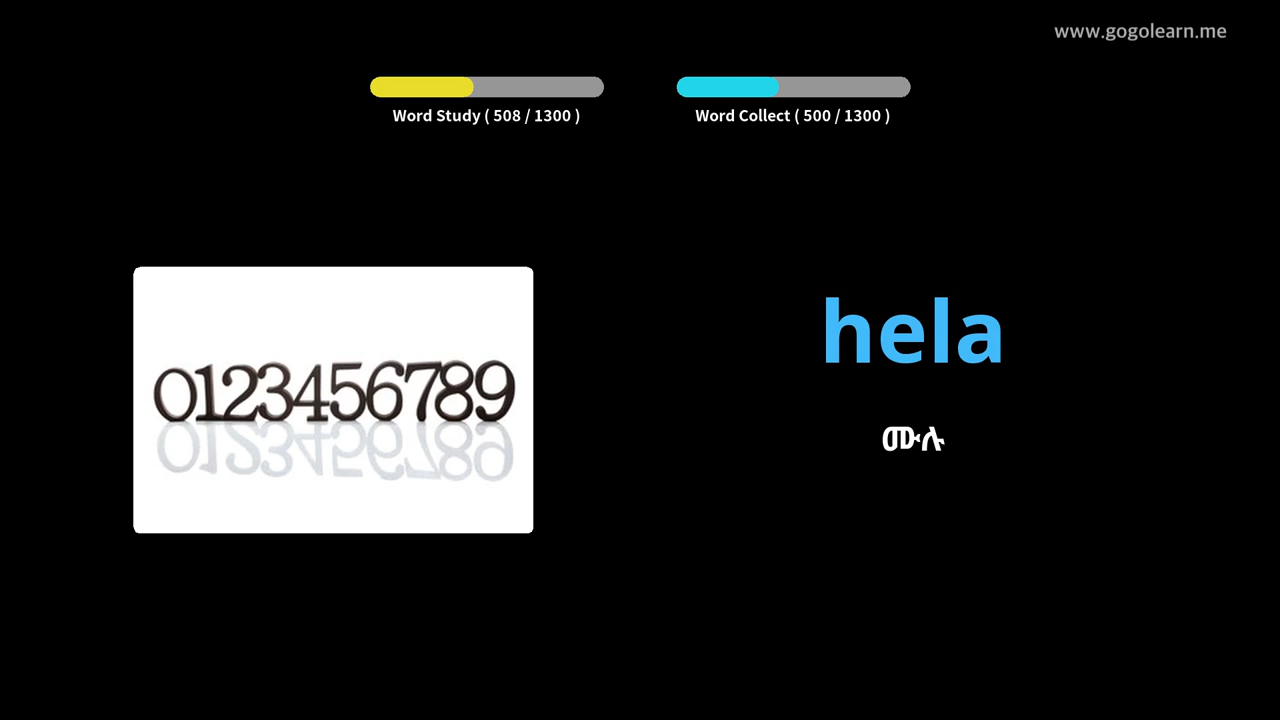 www.gogolearn.me
Word Study ( 508 / 1300 )
Word Collect ( 500 / 1300 )
0123456789
hela
ሙሉ